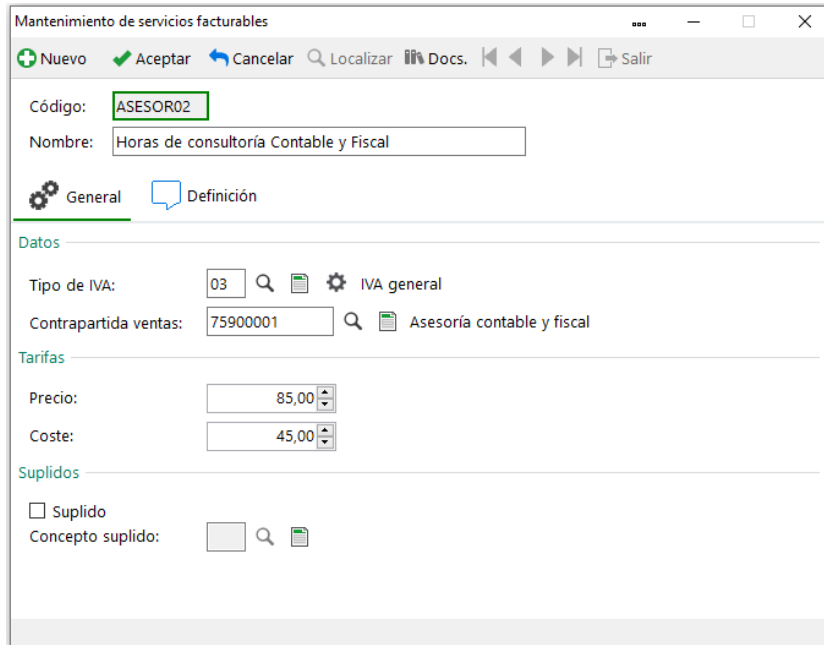 Mantenimiento de servicios facturables
Nuevo Aceptar Cancelar Localizar Docs. Salir
Código: ASESOR02
Nombre: Horas de consultoría Contable y Fiscal
General Definición
Datos
Tipo de IVA: 03 IVA general
Contrapartida ventas: 75900001 Asesoría contable y fiscal
Tarifas
Precio: 85,00
Coste: 45,00
Suplidos
Suplido
Concepto suplido: